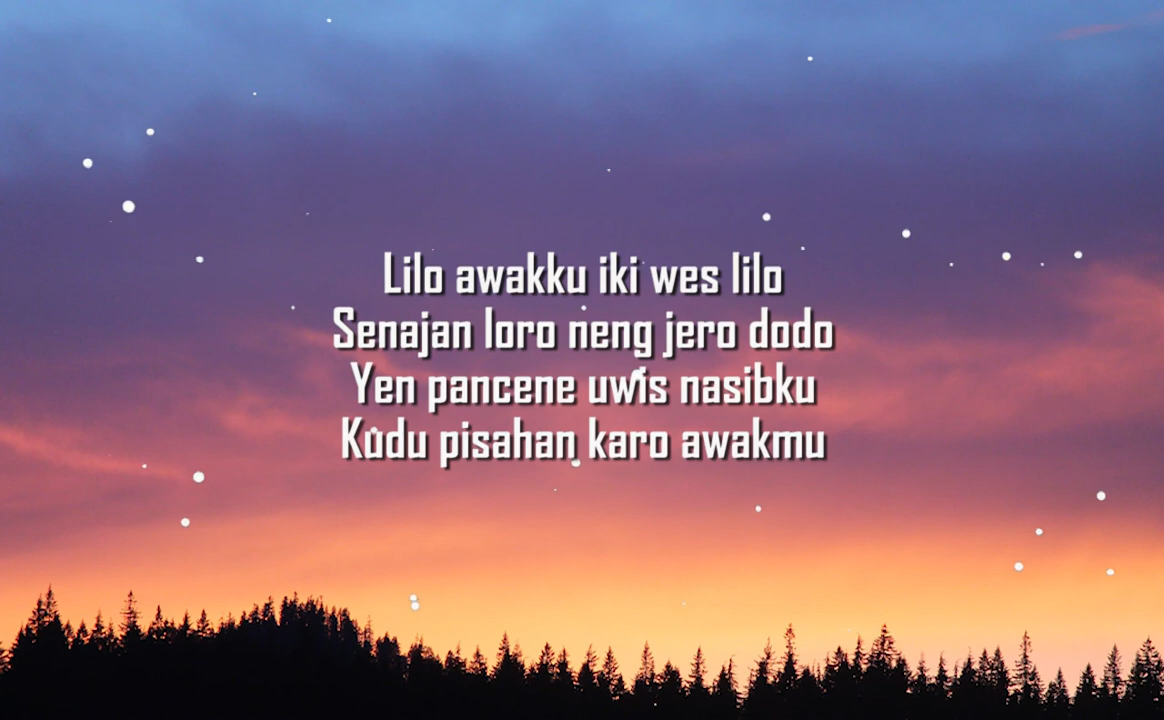 Lilo awakku iki wes lilo
Senajan loro neng jero dodo
Yen pancene uwis nasibku
Kudu pisahan karo awakmu